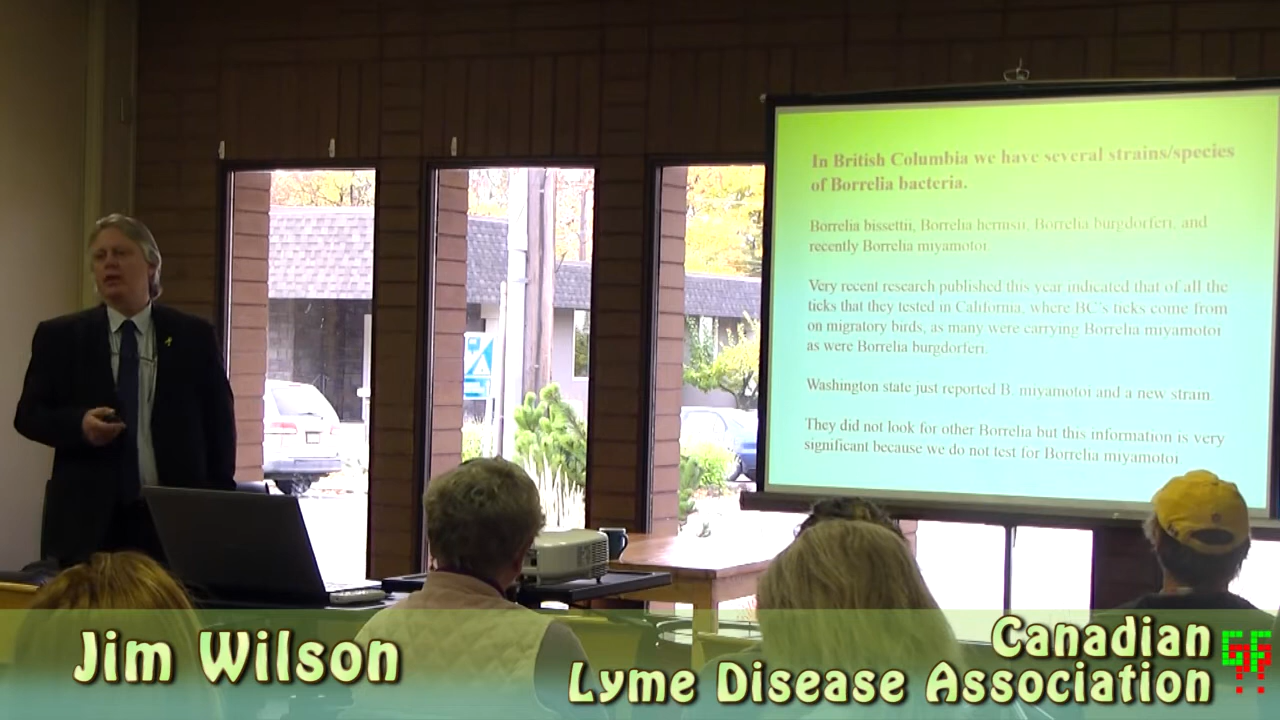 In British Columbia we have several strains/species
of Borrelia bacteria.
Borrelia bissettii, Borrelia hermsii, Borrelia burgdorferi, and
recently Borrelia miyamotoi
Very recent research published this year indicated that of all the
ticks that they tested in California, where BC's ticks come from
on migratory birds, as many were carrying Borrelia miyamotoi
as were Borrelia burgdorferi.
Washington state just reported B. miyamotoi and a new strain.
They did not look for other Borrelia but this information is very
significant because we do not test for Borrelia miyamotoi
Jim Wilson
Canadian
Lyme Disease Association